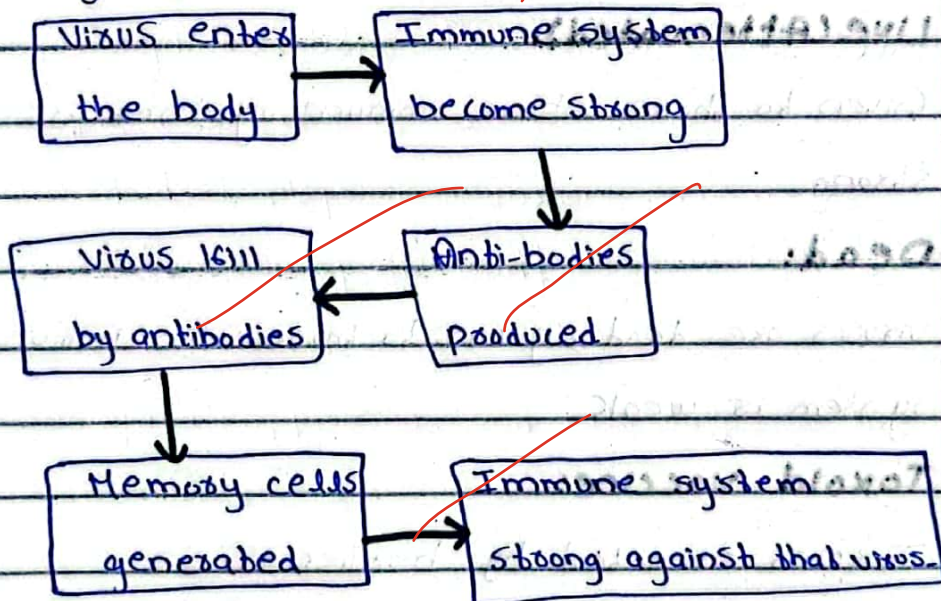 Virus enter
the body
Immune system
become strong
Anti-bodies
produced
Virus kill
by antibodies
Memory cells
generated
Immune system
strong against that virus.